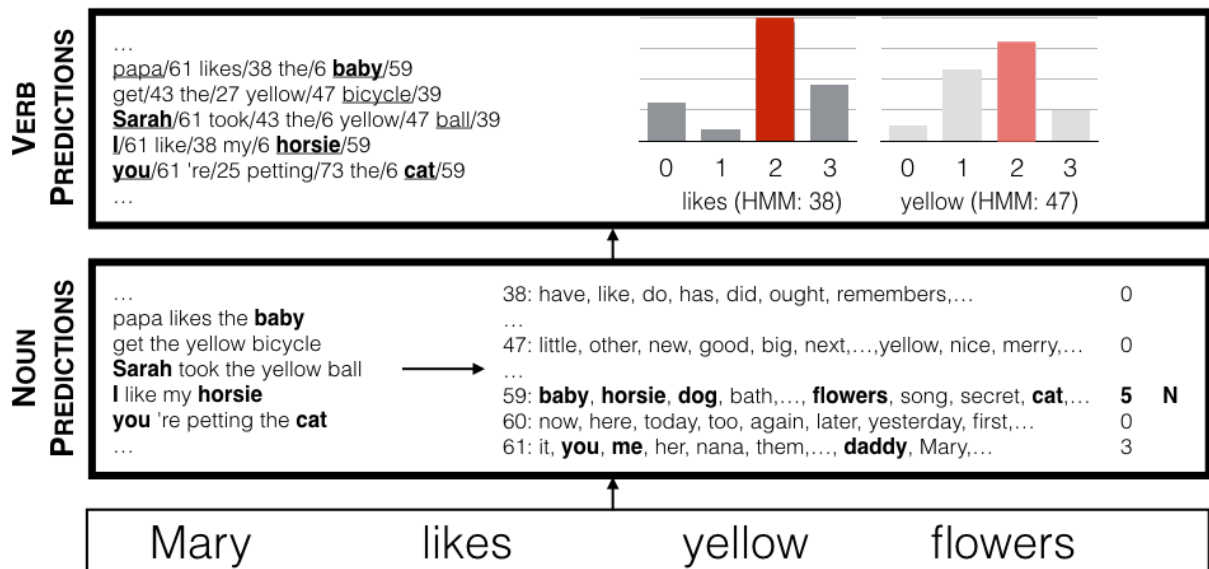 VERB
PREDICTIONS
…
papa/61 likes/38 the/6 baby/59
get/43 the/27 yellow/47 bicycle/39
Sarah/61 took/43 the/6 yellow/47 ball/39
I/61 like/38 my/6 horsie/59
you/61 're/25 petting/73 the/6 cat/59
…
0 1 2 3
likes (HMM: 38)
0 1 2 3
yellow (HMM: 47)
NOUN
PREDICTIONS
…
papa likes the baby
get the yellow bicycle
Sarah took the yellow ball
I like my horsie
you 're petting the cat
…
38: have, like, do, has, did, ought, remembers,… 0
…
47: little, other, new, good, big, next,…,yellow, nice, merry,… 0
…
59: baby, horsie, dog, bath,…, flowers, song, secret, cat,… 5 N
60: now, here, today, too, again, later, yesterday, first,… 0
61: it, you, me, her, nana, them,…, daddy, Mary,… 3
Mary likes yellow flowers